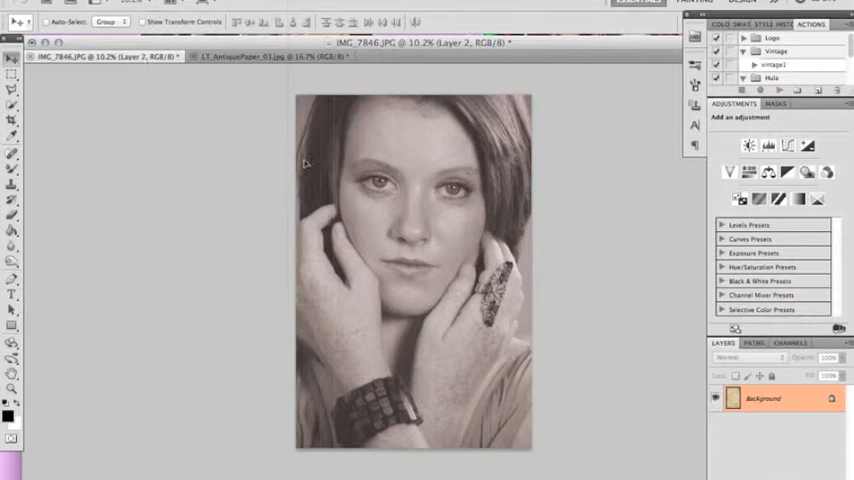 ESSENTIALS PAINTING DESIGN
Auto-Select: Group Show Transform Controls
IMG_7846.JPG @ 10.2% (Layer 2, RGB/8) *
IMG_7846.JPG @ 10.2% (Layer 2, RGB/8) * LT_AntiquePaper_03.jpg @ 16.7% (RGB/8) *
COLO SWAT STYLE HIST ACTIONS
Logo
Vintage
vintage1
Hula
ADJUSTMENTS MASKS
Add an adjustment
Levels Presets
Curves Presets
Exposure Presets
Hue/Saturation Presets
Black & White Presets
Channel Mixer Presets
Selective Color Presets
LAYERS PATHS CHANNELS
Normal Opacity: 100%
Lock: Fill: 100%
Background